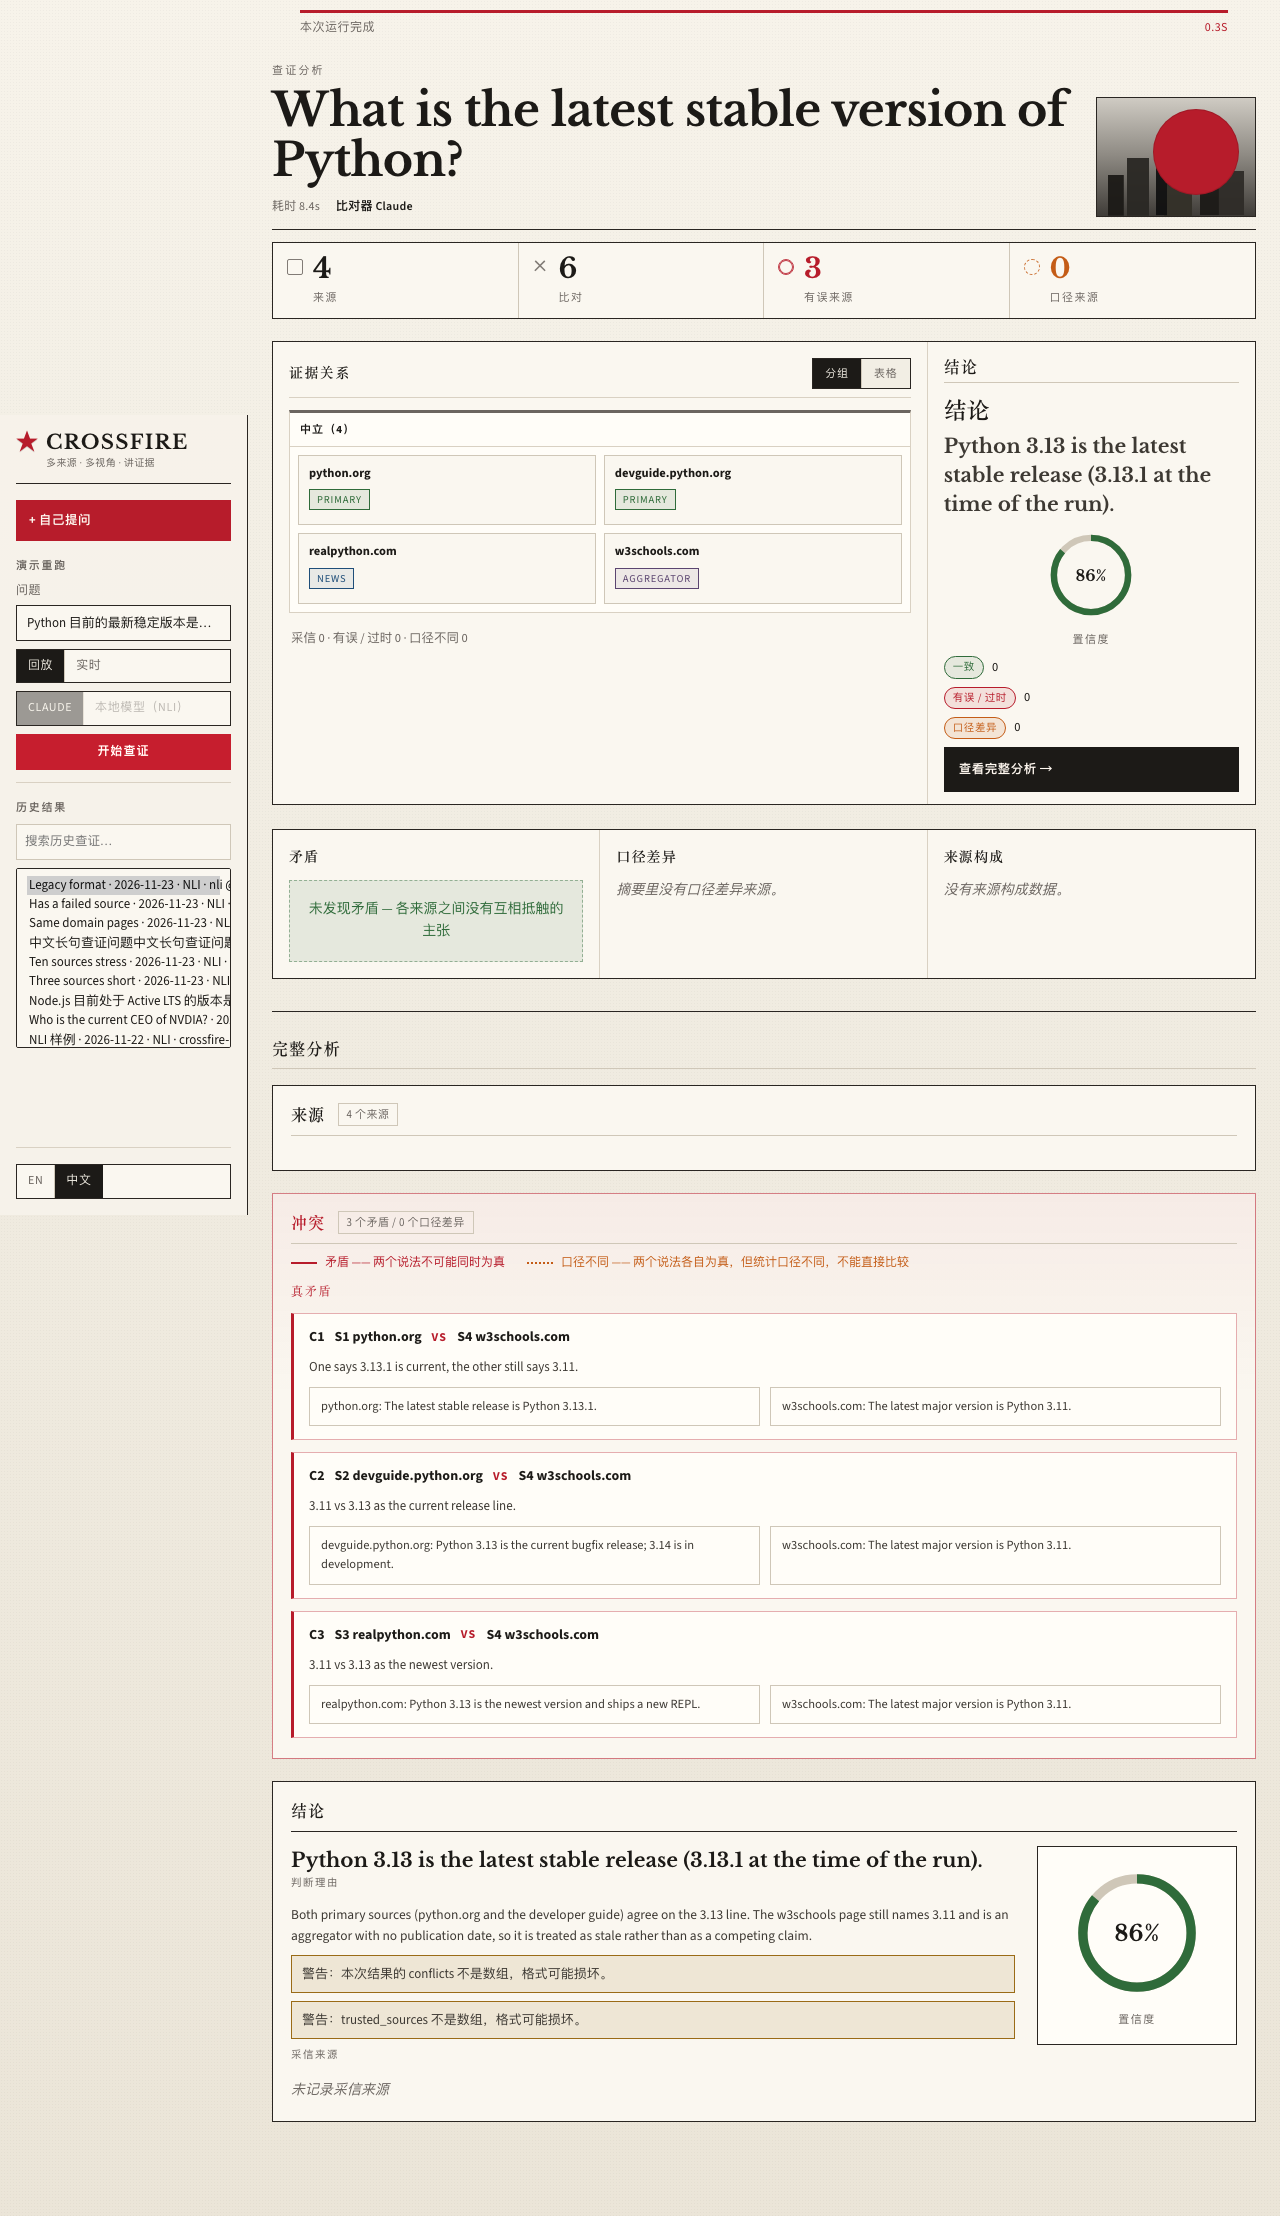 本次运行完成
0.3S
查证分析
What is the latest stable version of
Python?
耗时 8.4s 比对器 Claude
4
来源
6
比对
3
有误来源
0
口径来源
CROSSFIRE
多来源 · 多视角 · 讲证据
+ 自己提问
演示重跑
问题
Python 目前的最新稳定版本是…
回放 实时
CLAUDE 本地模型（NLI）
开始查证
历史结果
搜索历史查证…
Legacy format · 2026-11-23 · NLI · nli @
Has a failed source · 2026-11-23 · NLI ·
Same domain pages · 2026-11-23 · NL
中文长句查证问题中文长句查证问题
Ten sources stress · 2026-11-23 · NLI ·
Three sources short · 2026-11-23 · NLI
Node.js 目前处于 Active LTS 的版本是
Who is the current CEO of NVDIA? · 20
NLI 样例 · 2026-11-22 · NLI · crossfire-
EN 中文
证据关系
分组 表格
中立（4）
python.org
PRIMARY
devguide.python.org
PRIMARY
realpython.com
NEWS
w3schools.com
AGGREGATOR
采信 0 · 有误 / 过时 0 · 口径不同 0
结论
结论
Python 3.13 is the latest
stable release (3.13.1 at the
time of the run).
86%
置信度
一致 0
有误 / 过时 0
口径差异 0
查看完整分析 →
矛盾
未发现矛盾 — 各来源之间没有互相抵触的
主张
口径差异
摘要里没有口径差异来源。
来源构成
没有来源构成数据。
完整分析
来源 4 个来源
冲突 3 个矛盾 / 0 个口径差异
矛盾 —— 两个说法不可能同时为真 口径不同 —— 两个说法各自为真，但统计口径不同，不能直接比较
真矛盾
C1 S1 python.org VS S4 w3schools.com
One says 3.13.1 is current, the other still says 3.11.
python.org: The latest stable release is Python 3.13.1.
w3schools.com: The latest major version is Python 3.11.
C2 S2 devguide.python.org VS S4 w3schools.com
3.11 vs 3.13 as the current release line.
devguide.python.org: Python 3.13 is the current bugfix release; 3.14 is in
development.
w3schools.com: The latest major version is Python 3.11.
C3 S3 realpython.com VS S4 w3schools.com
3.11 vs 3.13 as the newest version.
realpython.com: Python 3.13 is the newest version and ships a new REPL.
w3schools.com: The latest major version is Python 3.11.
结论
Python 3.13 is the latest stable release (3.13.1 at the time of the run).
判断理由
Both primary sources (python.org and the developer guide) agree on the 3.13 line. The w3schools page still names 3.11 and is an
aggregator with no publication date, so it is treated as stale rather than as a competing claim.
警告：本次结果的 conflicts 不是数组，格式可能损坏。
警告：trusted_sources 不是数组，格式可能损坏。
采信来源
未记录采信来源
86%
置信度